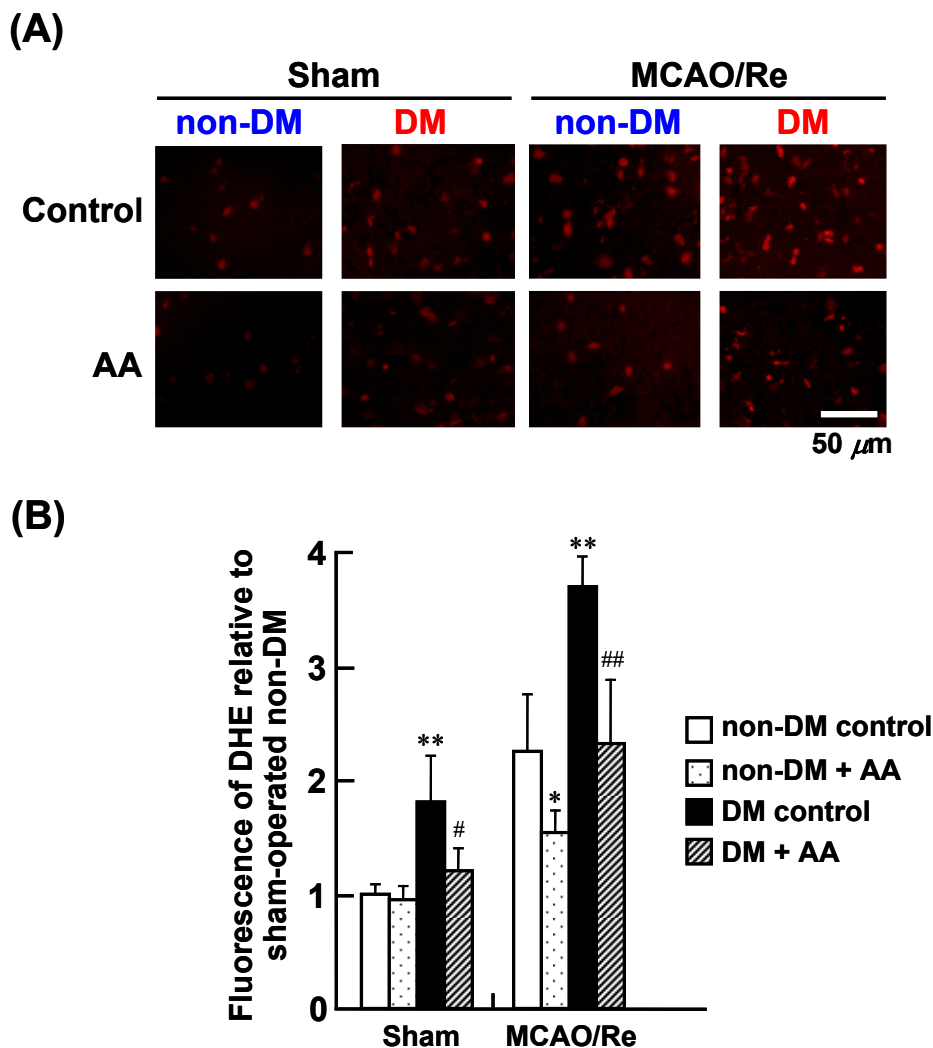 (A)
Sham MCAO/Re
non-DM DM non-DM DM
Control
AA
50 μm
(B)
Fluorescence of DHE relative to
sham-operated non-DM
4
3
2
1
0
**
#
*
**
##
Sham MCAO/Re
non-DM control
non-DM + AA
DM control
DM + AA